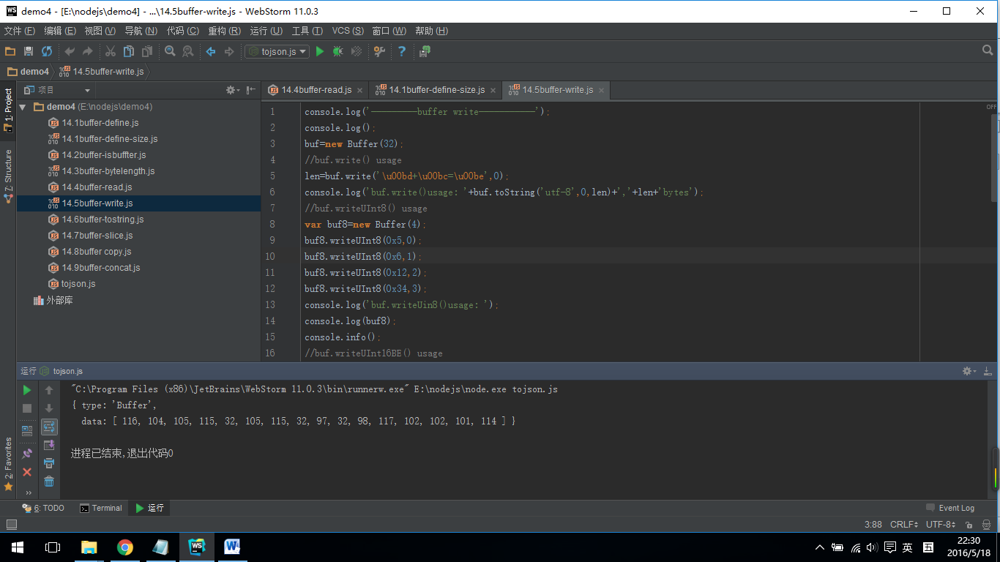 demo4 - [E:\nodejs\demo4] - ...\14.5buffer-write.js - WebStorm 11.0.3
文件 (F) 编辑 (E) 视图 (V) 导航 (N) 代码 (C) 重构 (R) 运行 (U) 工具 (T) VCS (S) 窗口 (W) 帮助 (H)
tojson.js
demo4 14.5buffer-write.js
项目
14.4buffer-read.js 14.1buffer-define-size.js 14.5buffer-write.js
1: Project
Z: Structure
2: Favorites
demo4 (E:\nodejs\demo4)
14.1buffer-define.js
14.1buffer-define-size.js
14.2buffer-isbuffter.js
14.3buffer-bytelength.js
14.4buffer-read.js
14.5buffer-write.js
14.6buffer-tostring.js
14.7buffer-slice.js
14.8buffer copy.js
14.9buffer-concat.js
tojson.js
外部库
OFF
1 console.log('—————buffer write——————');
2 console.log();
3 buf=new Buffer(32);
4 //buf.write() usage
5 len=buf.write('\u00bd+\u00bc=\u00be',0);
6 console.log('buf.write()usage: '+buf.toString('utf-8',0,len)+','+len+'bytes');
7 //buf.writeUInt8() usage
8 var buf8=new Buffer(4);
9 buf8.writeUInt8(0x5,0);
10 buf8.writeUInt8(0x6,1);
11 buf8.writeUInt8(0x12,2);
12 buf8.writeUInt8(0x34,3);
13 console.log('buf.writeUin8()usage: ');
14 console.log(buf8);
15 console.info();
16 //buf.writeUInt16BE() usage
运行 tojson.js
"C:\Program Files (x86)\JetBrains\WebStorm 11.0.3\bin\runnerw.exe" E:\nodejs\node.exe tojson.js
{ type: 'Buffer',
data: [ 116, 104, 105, 115, 32, 105, 115, 32, 97, 32, 98, 117, 102, 102, 101, 114 ] }
进程已结束,退出代码0
6: TODO Terminal 运行 Event Log
3:88 CRLF UTF-8
英 五 22:30
2016/5/18